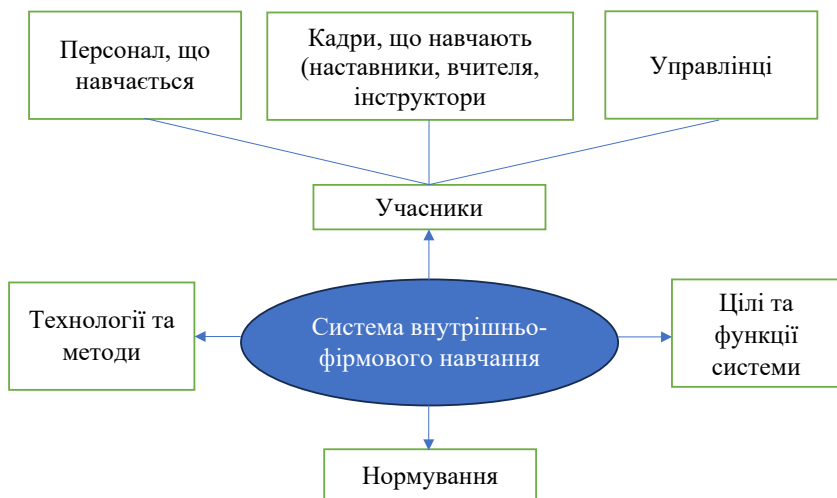 Персонал, що
навчається
Кадри, що навчають
(наставники, вчителя,
інструктори
Управлінці
Учасники
Технології та
методи
Система внутрішньо-
фірмового навчання
Цілі та
функції
системи
Нормування